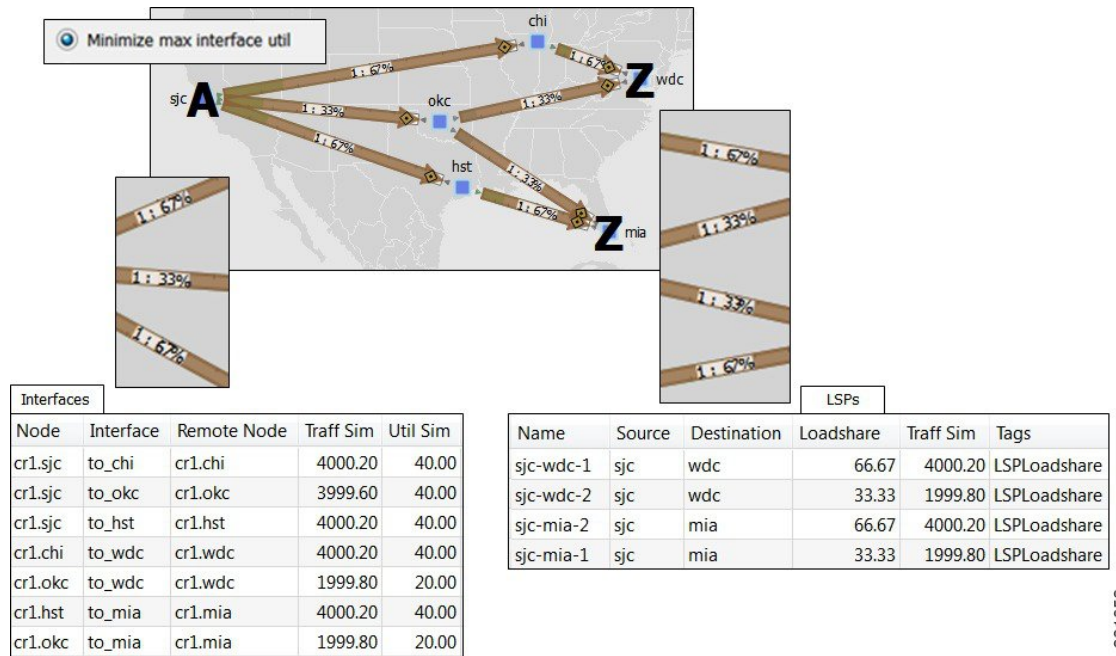 Minimize max interface util
chi
1: 67%
1: 67%
sjc A
Z wdc
okc
1: 33%
1: 33%
1: 67%
hst
1:33%
1: 67%
Z mia
1: 67%
1: 33%
1: 67%
1: 67%
1: 33%
1: 33%
1: 67%
Interfaces
Node Interface Remote Node Traff Sim Util Sim
cr1.sjc to_chi cr1.chi 4000.20 40.00
cr1.sjc to_okc cr1.okc 3999.60 40.00
cr1.sjc to_hst cr1.hst 4000.20 40.00
cr1.chi to_wdc cr1.wdc 4000.20 40.00
cr1.okc to_wdc cr1.wdc 1999.80 20.00
cr1.hst to_mia cr1.mia 4000.20 40.00
cr1.okc to_mia cr1.mia 1999.80 20.00
LSPs
Name Source Destination Loadshare Traff Sim Tags
sjc-wdc-1 sjc wdc 66.67 4000.20 LSPLoadshare
sjc-wdc-2 sjc wdc 33.33 1999.80 LSPLoadshare
sjc-mia-2 sjc mia 66.67 4000.20 LSPLoadshare
sjc-mia-1 sjc mia 33.33 1999.80 LSPLoadshare